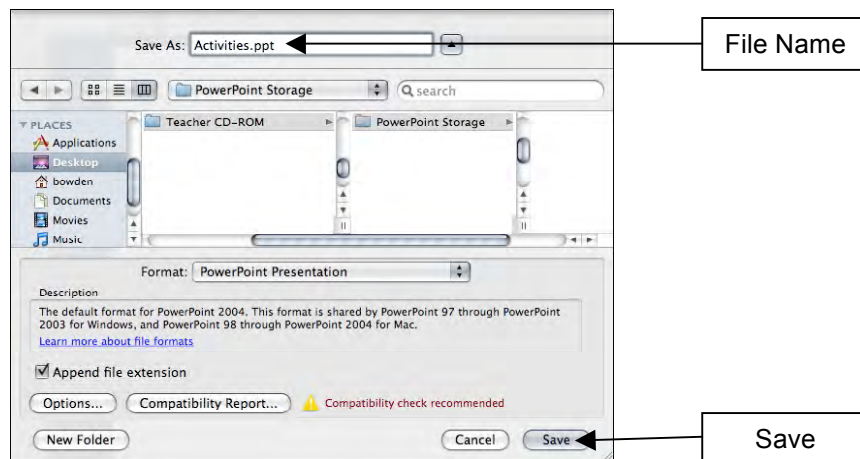 Save As: Activities.ppt
File Name
PowerPoint Storage
search
PLACES
Applications
Desktop
bowden
Documents
Movies
Music
Teacher CD-ROM
PowerPoint Storage
Format: PowerPoint Presentation
Description
The default format for PowerPoint 2004. This format is shared by PowerPoint 97 through PowerPoint
2003 for Windows, and PowerPoint 98 through PowerPoint 2004 for Mac.
Learn more about file formats
Append file extension
Options... Compatibility Report... Compatibility check recommended
New Folder Cancel Save
Save